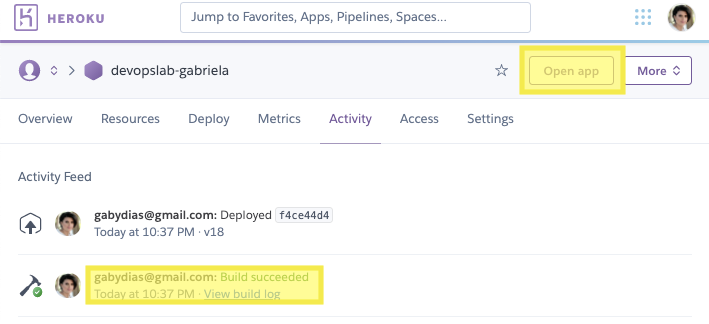 HEROKU
Jump to Favorites, Apps, Pipelines, Spaces...
devopslab-gabriela
Open app
More
Overview Resources Deploy Metrics Activity Access Settings
Activity Feed
gabydias@gmail.com: Deployed f4ce44d4
Today at 10:37 PM · v18
gabydias@gmail.com: Build succeeded
Today at 10:37 PM · View build log